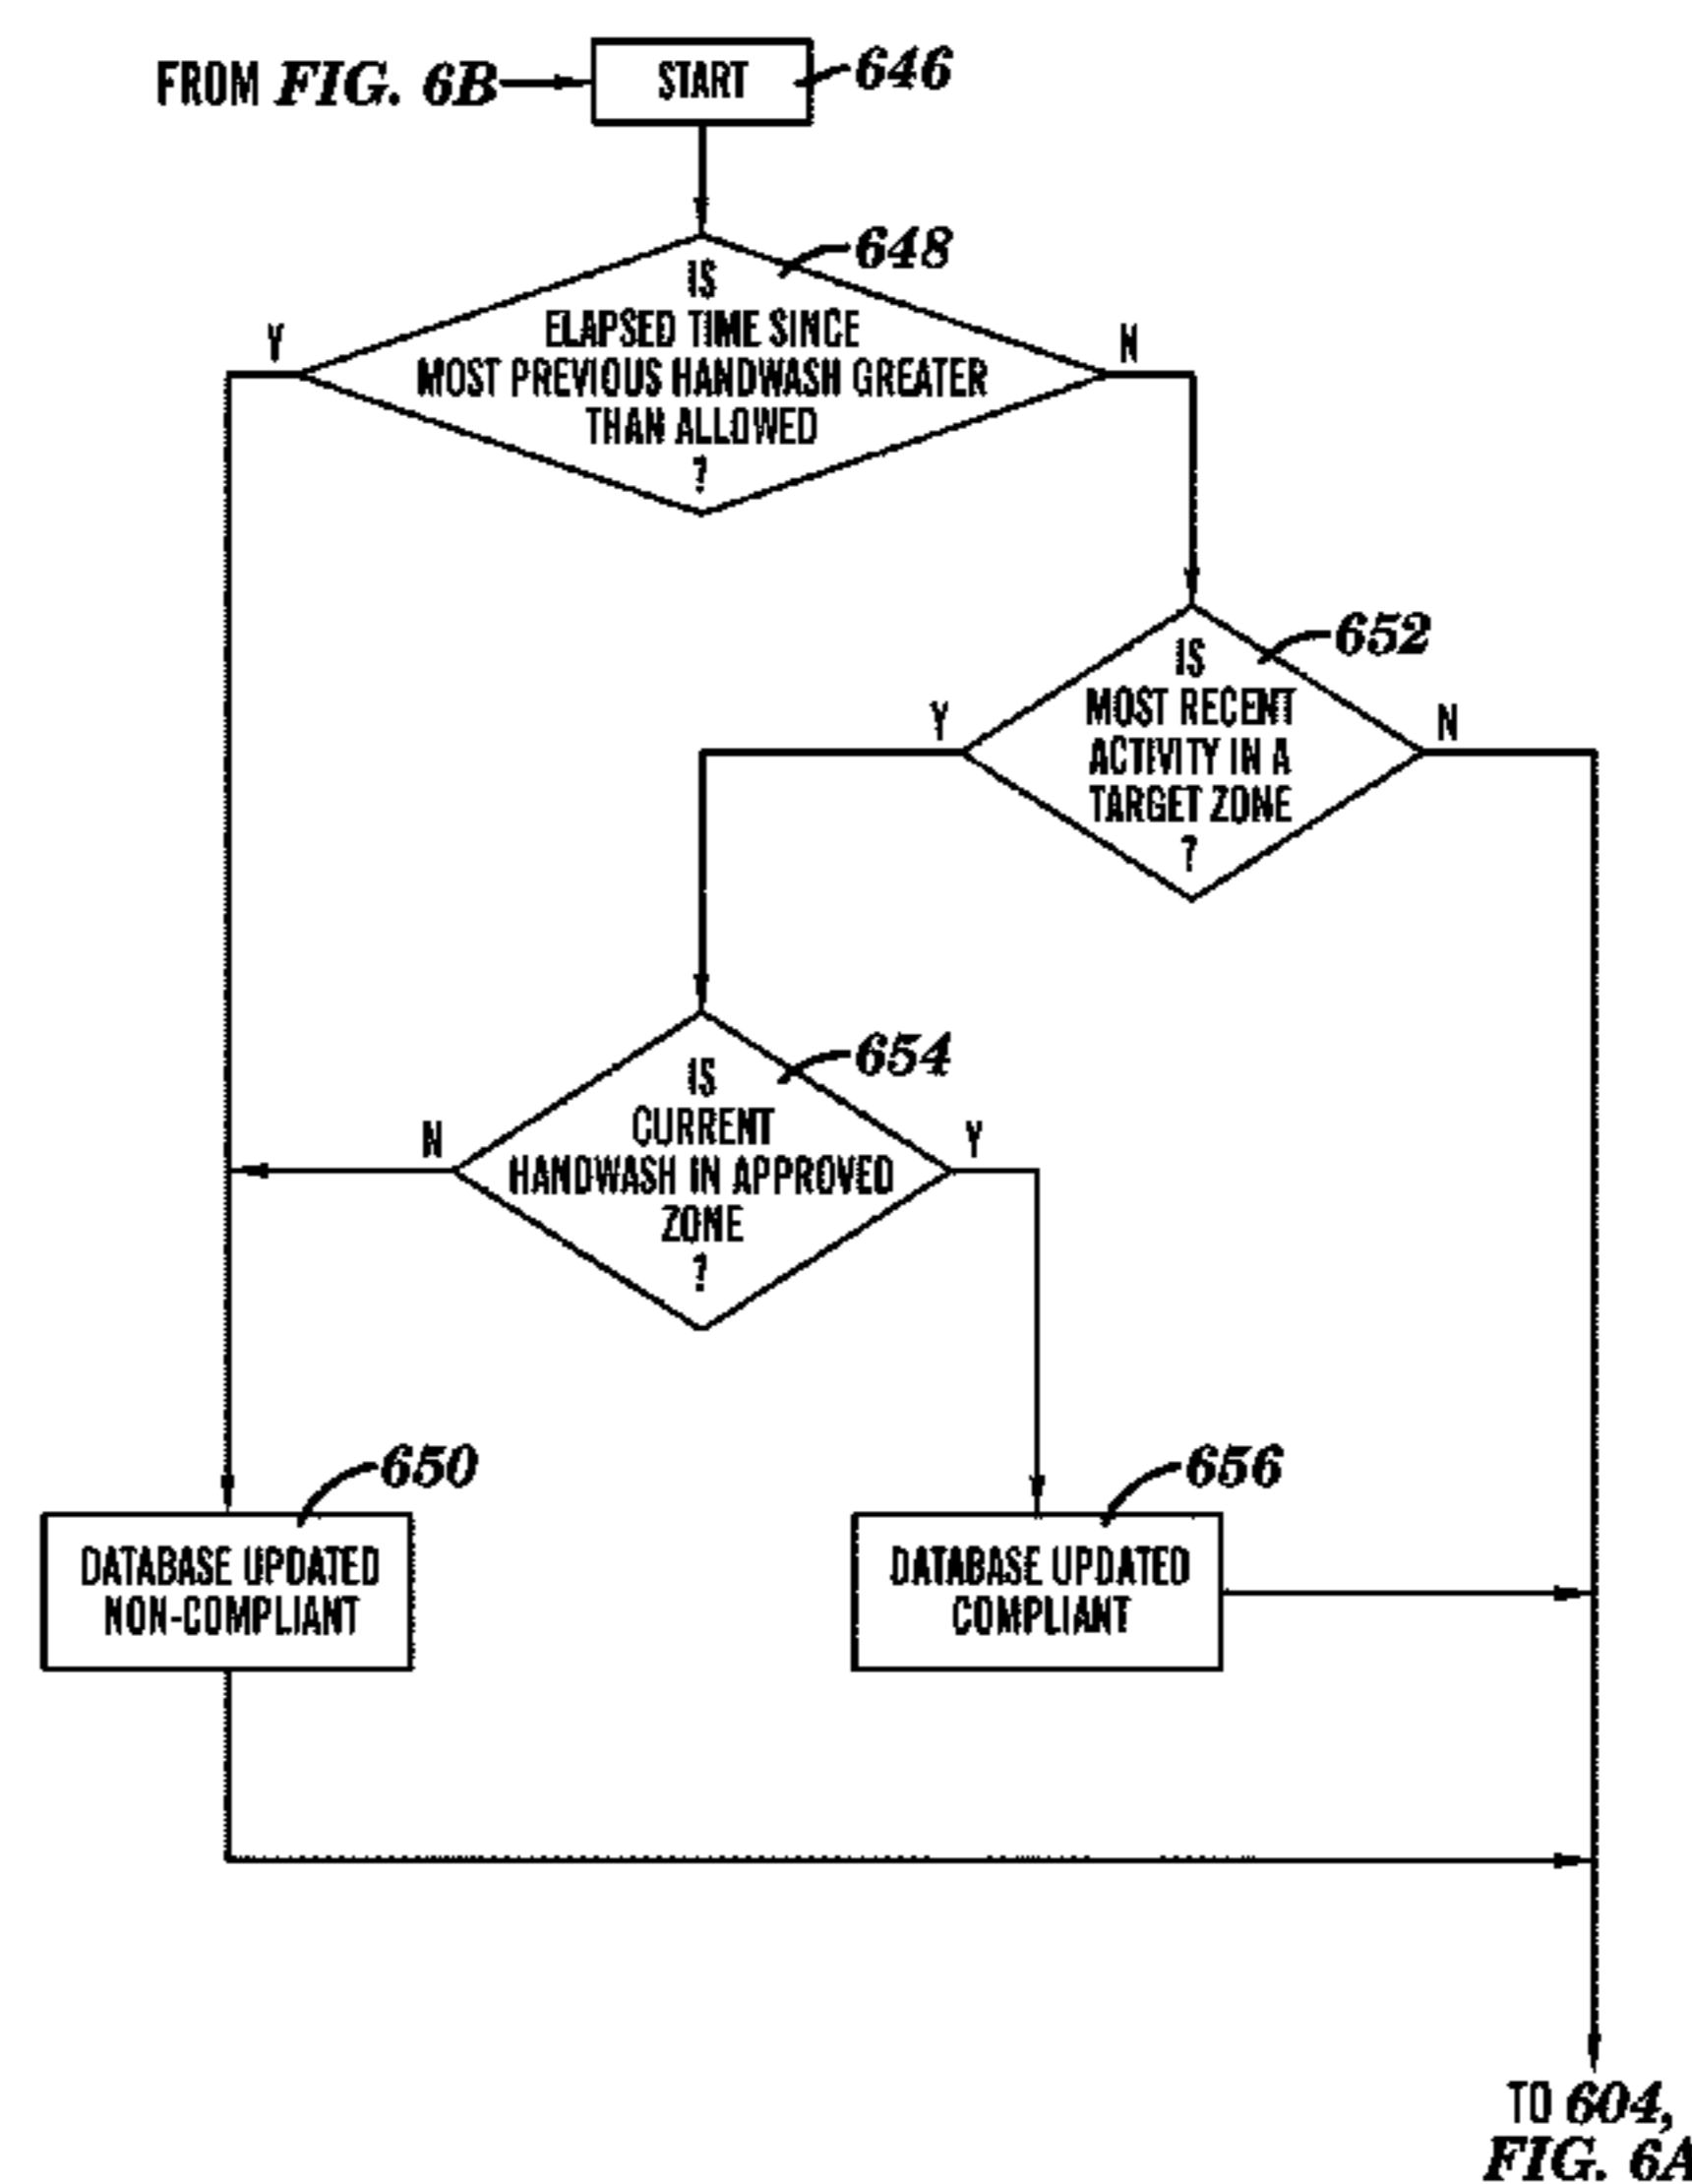 FROM FIG. 6B
START
646
648
IS
ELAPSED TIME SINCE
MOST PREVIOUS HANDWASH GREATER
THAN ALLOWED
?
Y
N
652
IS
MOST RECENT
ACTIVITY IN A
TARGET ZONE
?
Y
N
654
IS
CURRENT
HANDWASH IN APPROVED
ZONE
?
N
Y
650
DATABASE UPDATED
NON-COMPLIANT
656
DATABASE UPDATED
COMPLIANT
TO 604,
FIG. 6A